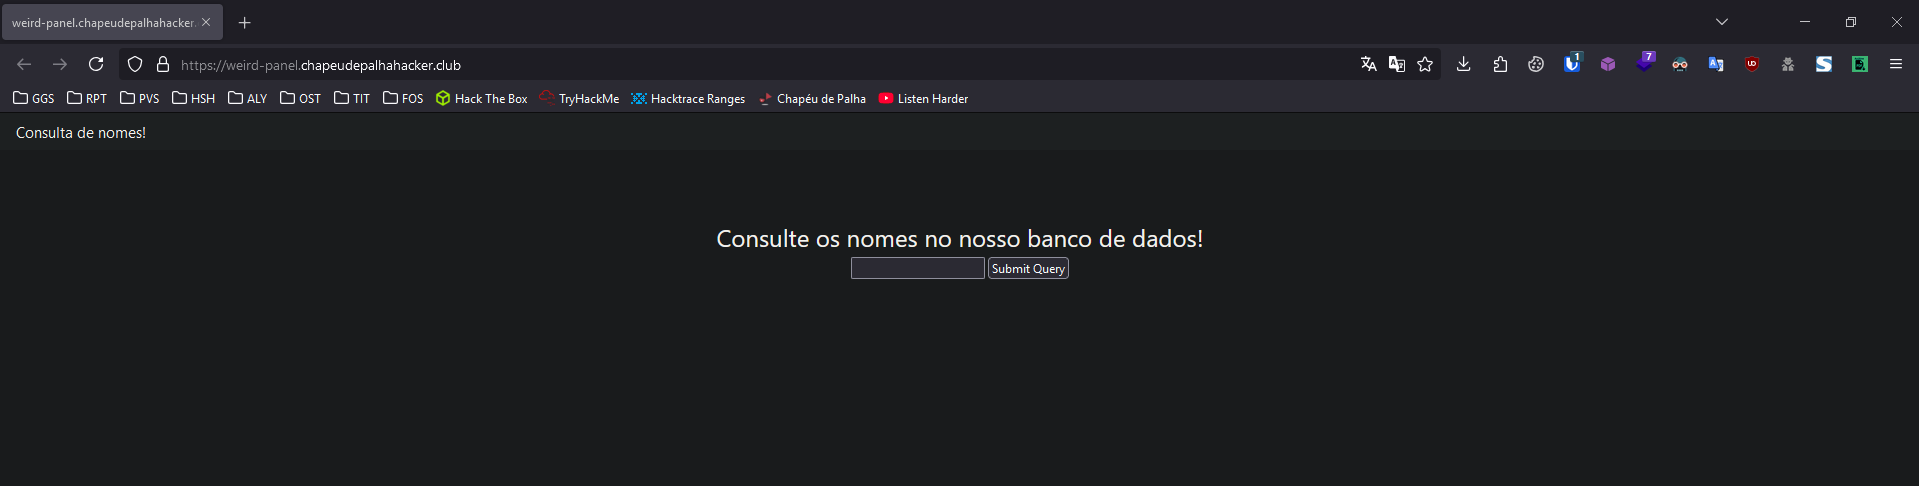 weird-panel.chapeudepalhahacker.
https://weird-panel.chapeudepalhahacker.club
1
7
GGS RPT PVS HSH ALY OST TIT FOS Hack The Box TryHackMe Hacktrace Ranges Chapéu de Palha Listen Harder
Consulta de nomes!
Consulte os nomes no nosso banco de dados!
Submit Query